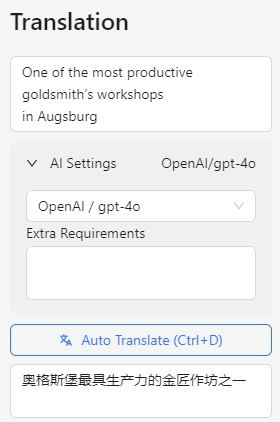 Translation
One of the most productive
goldsmith’s workshops
in Augsburg
AI Settings OpenAI/gpt-4o
OpenAI / gpt-4o
Extra Requirements
Auto Translate (Ctrl+D)
奥格斯堡最具生产力的金匠作坊之一